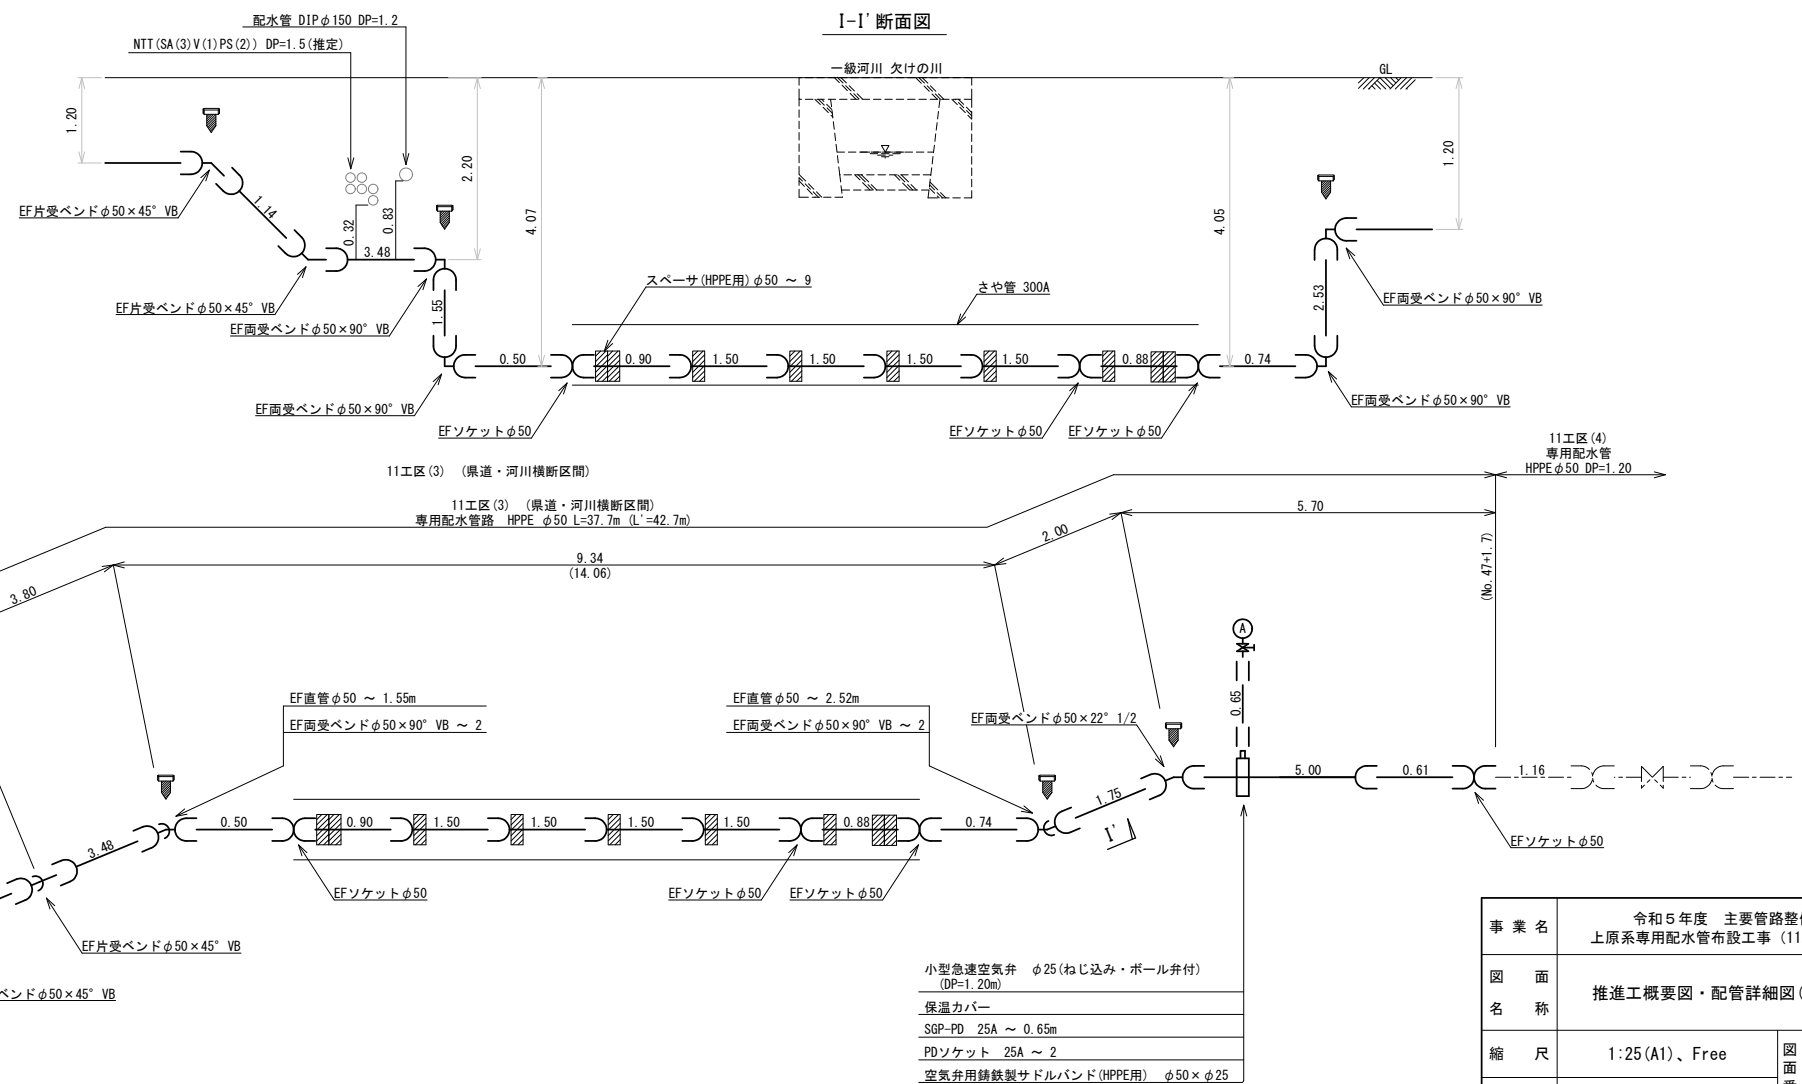 I-I' 断面図
配水管 DIPφ150 DP=1.2
NTT(SA(3)V(1)PS(2)) DP=1.5(推定)
一級河川 欠けの川
GL
1.20
2.20
4.07
4.05
1.20
EF片受ベンドφ50×45° VB
1.14
0.32
0.83
3.48
EF片受ベンドφ50×45° VB
EF両受ベンドφ50×90° VB
1.55
スペーサ(HPPE用)φ50 ～ 9
さや管 300A
2.53
EF両受ベンドφ50×90° VB
0.50
0.90
1.50
1.50
1.50
1.50
0.88
0.74
EF両受ベンドφ50×90° VB
EF両受ベンドφ50×90° VB
EFソケットφ50
EFソケットφ50
EFソケットφ50
11工区(3) (県道・河川横断区間)
11工区(4)
専用配水管
HPPEφ50 DP=1.20
11工区(3) (県道・河川横断区間)
専用配水管路 HPPE φ50 L=37.7m (L'=42.7m)
5.70
2.00
9.34
(14.06)
3.80
(No.47+1.7)
A
0.65
EF直管φ50 ～ 1.55m
EF両受ベンドφ50×90° VB ～ 2
EF直管φ50 ～ 2.52m
EF両受ベンドφ50×90° VB ～ 2
EF両受ベンドφ50×22° 1/2
5.00
0.61
1.16
1.75
I'
3.48
0.50
0.90
1.50
1.50
1.50
1.50
0.88
0.74
EFソケットφ50
EFソケットφ50
EFソケットφ50
EFソケットφ50
EF片受ベンドφ50×45° VB
ベンドφ50×45° VB
小型急速空気弁 φ25(ねじ込み・ボール弁付)
(DP=1.20m)
保温カバー
SGP-PD 25A ～ 0.65m
PDソケット 25A ～ 2
空気弁用鋳鉄製サドルバンド(HPPE用) φ50×φ25
事業名
令和５年度 主要管路整
上原系専用配水管布設工事 (11
図面
名称
推進工概要図・配管詳細図(
縮尺
1:25(A1)、Free
図
面